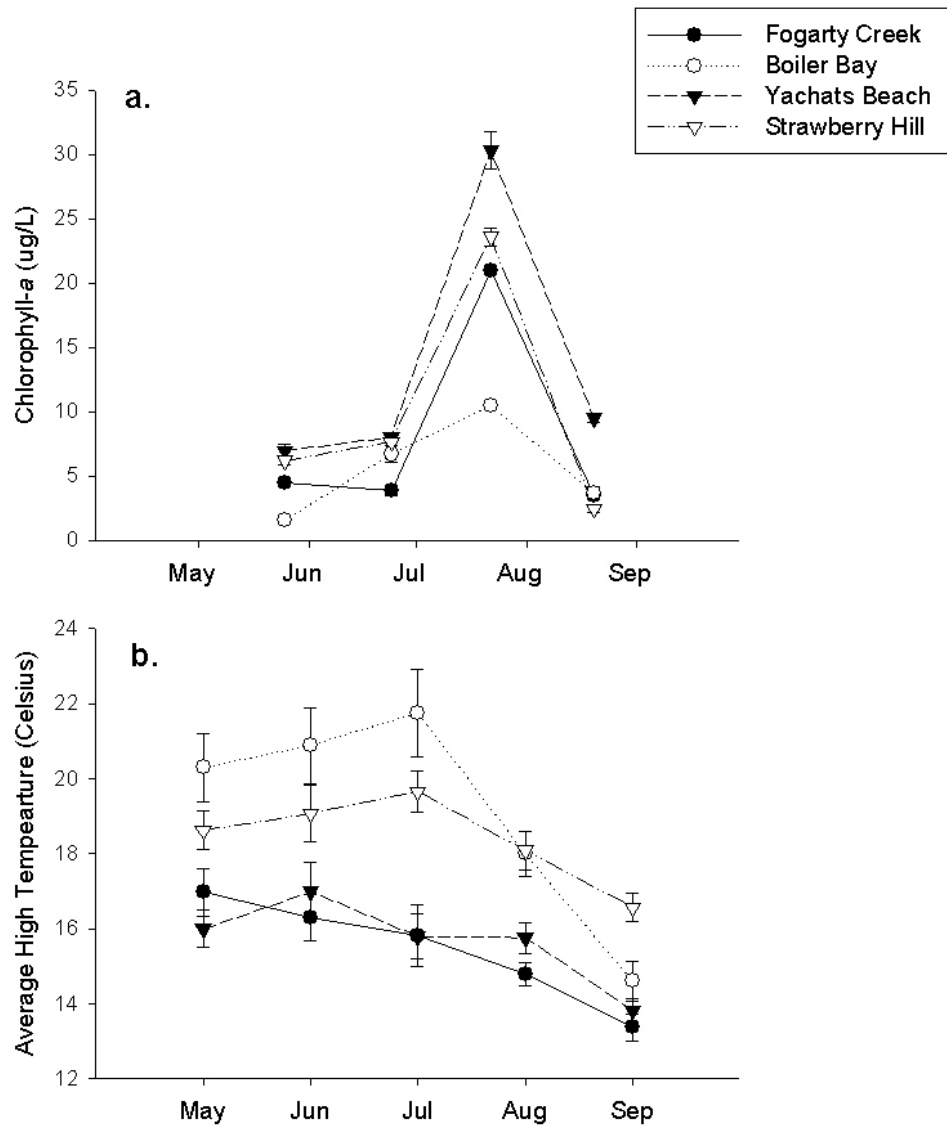 Fogarty Creek
Boiler Bay
Yachats Beach
Strawberry Hill
a.
35
30
25
20
15
10
5
0
Chlorophyll-a (ug/L)
May Jun Jul Aug Sep
b.
24
22
20
18
16
14
12
Average High Tempearture (Celsius)
May Jun Jul Aug Sep